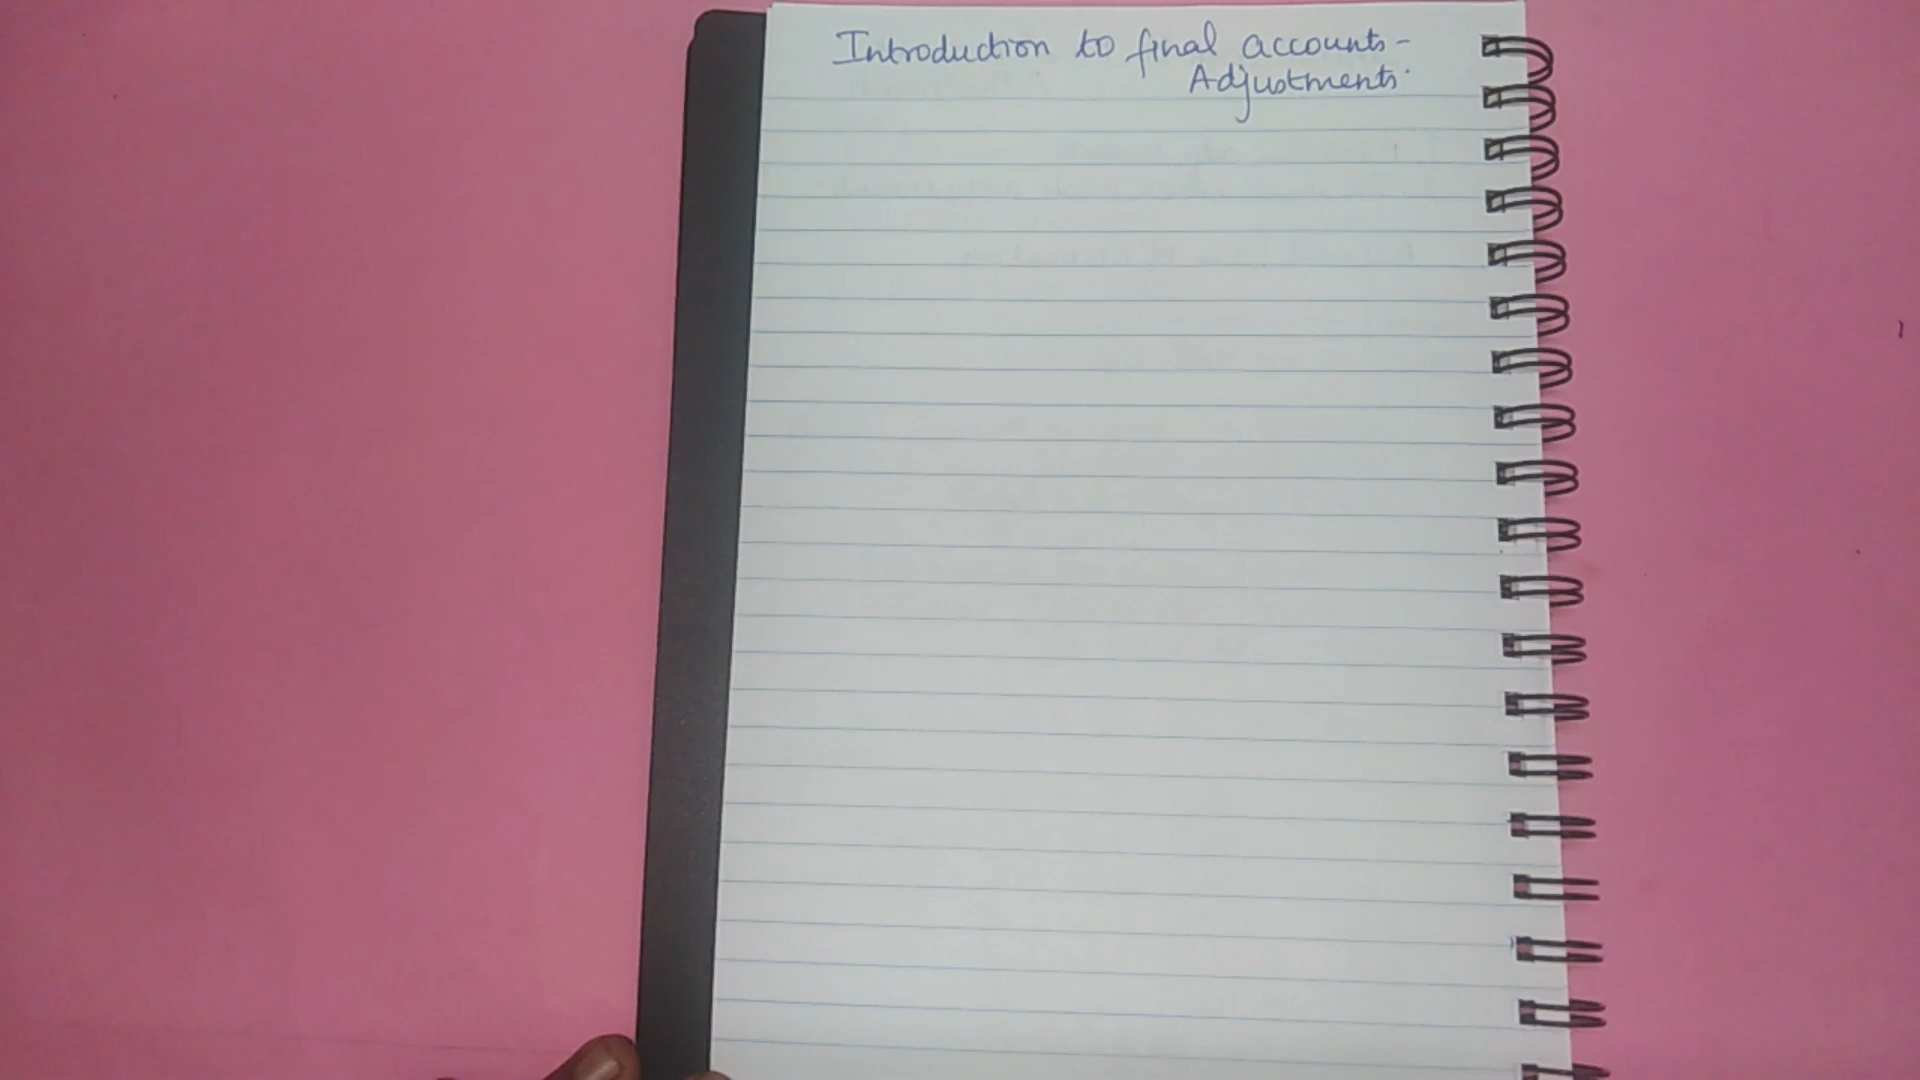 Introduction to final accounts -
Adjustments.